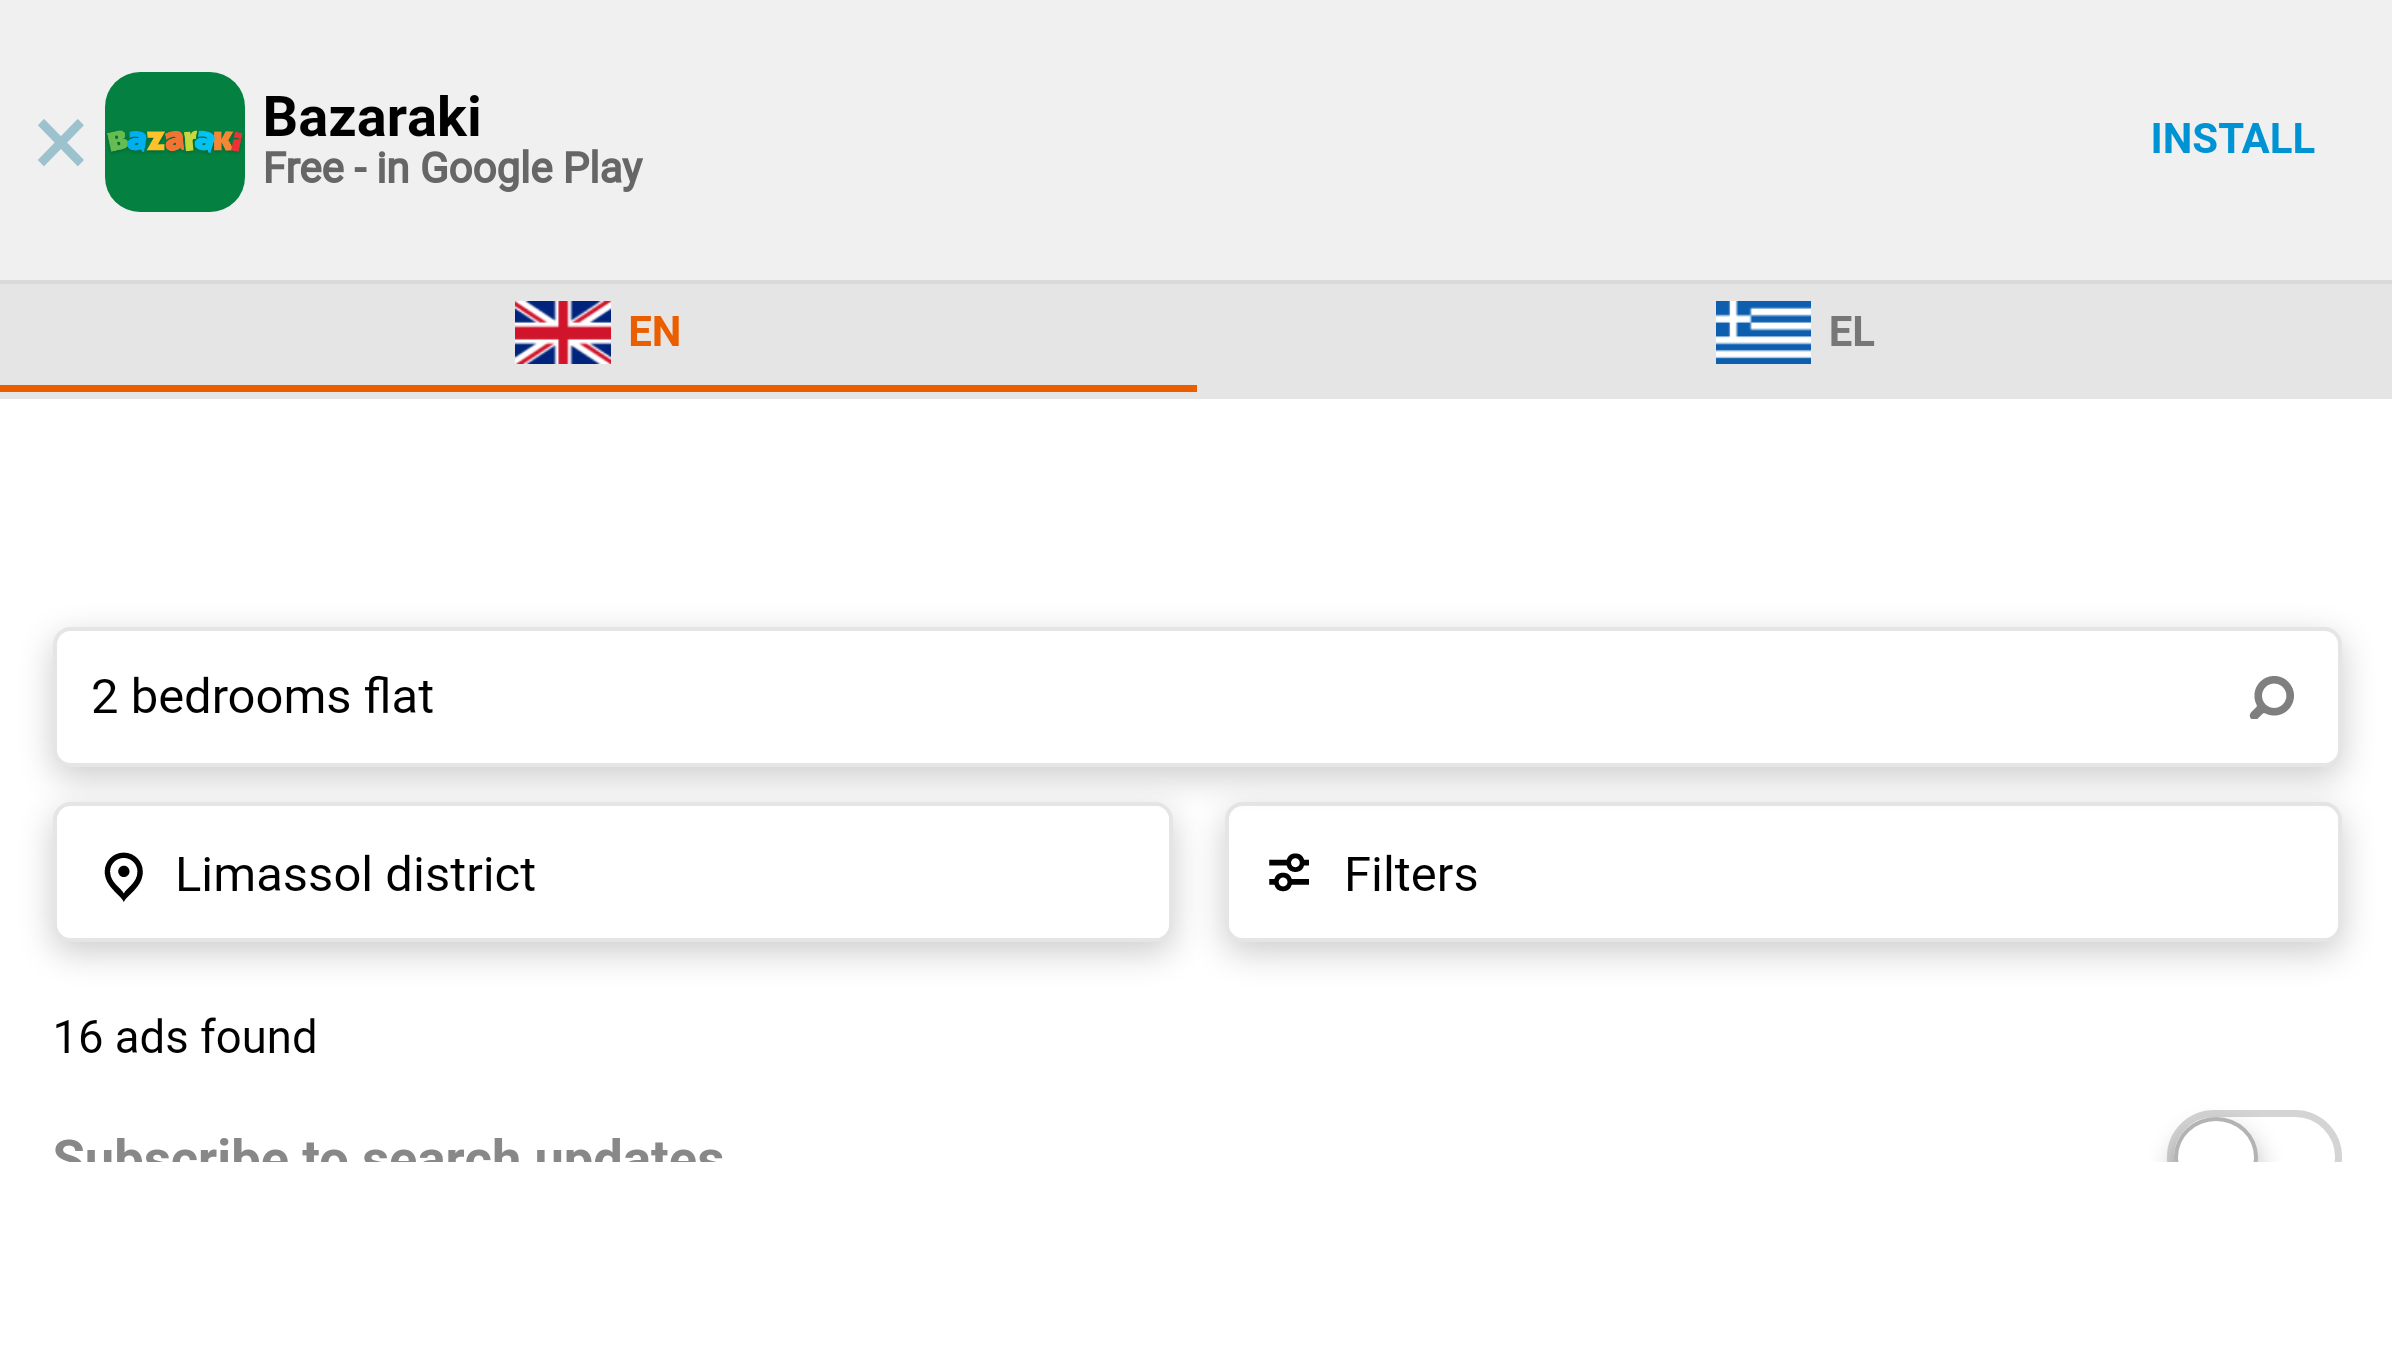 Bazaraki
Bazaraki
Free - in Google Play
INSTALL
EN
EL
2 bedrooms flat
Limassol district
Filters
16 ads found
Subscribe to search updates